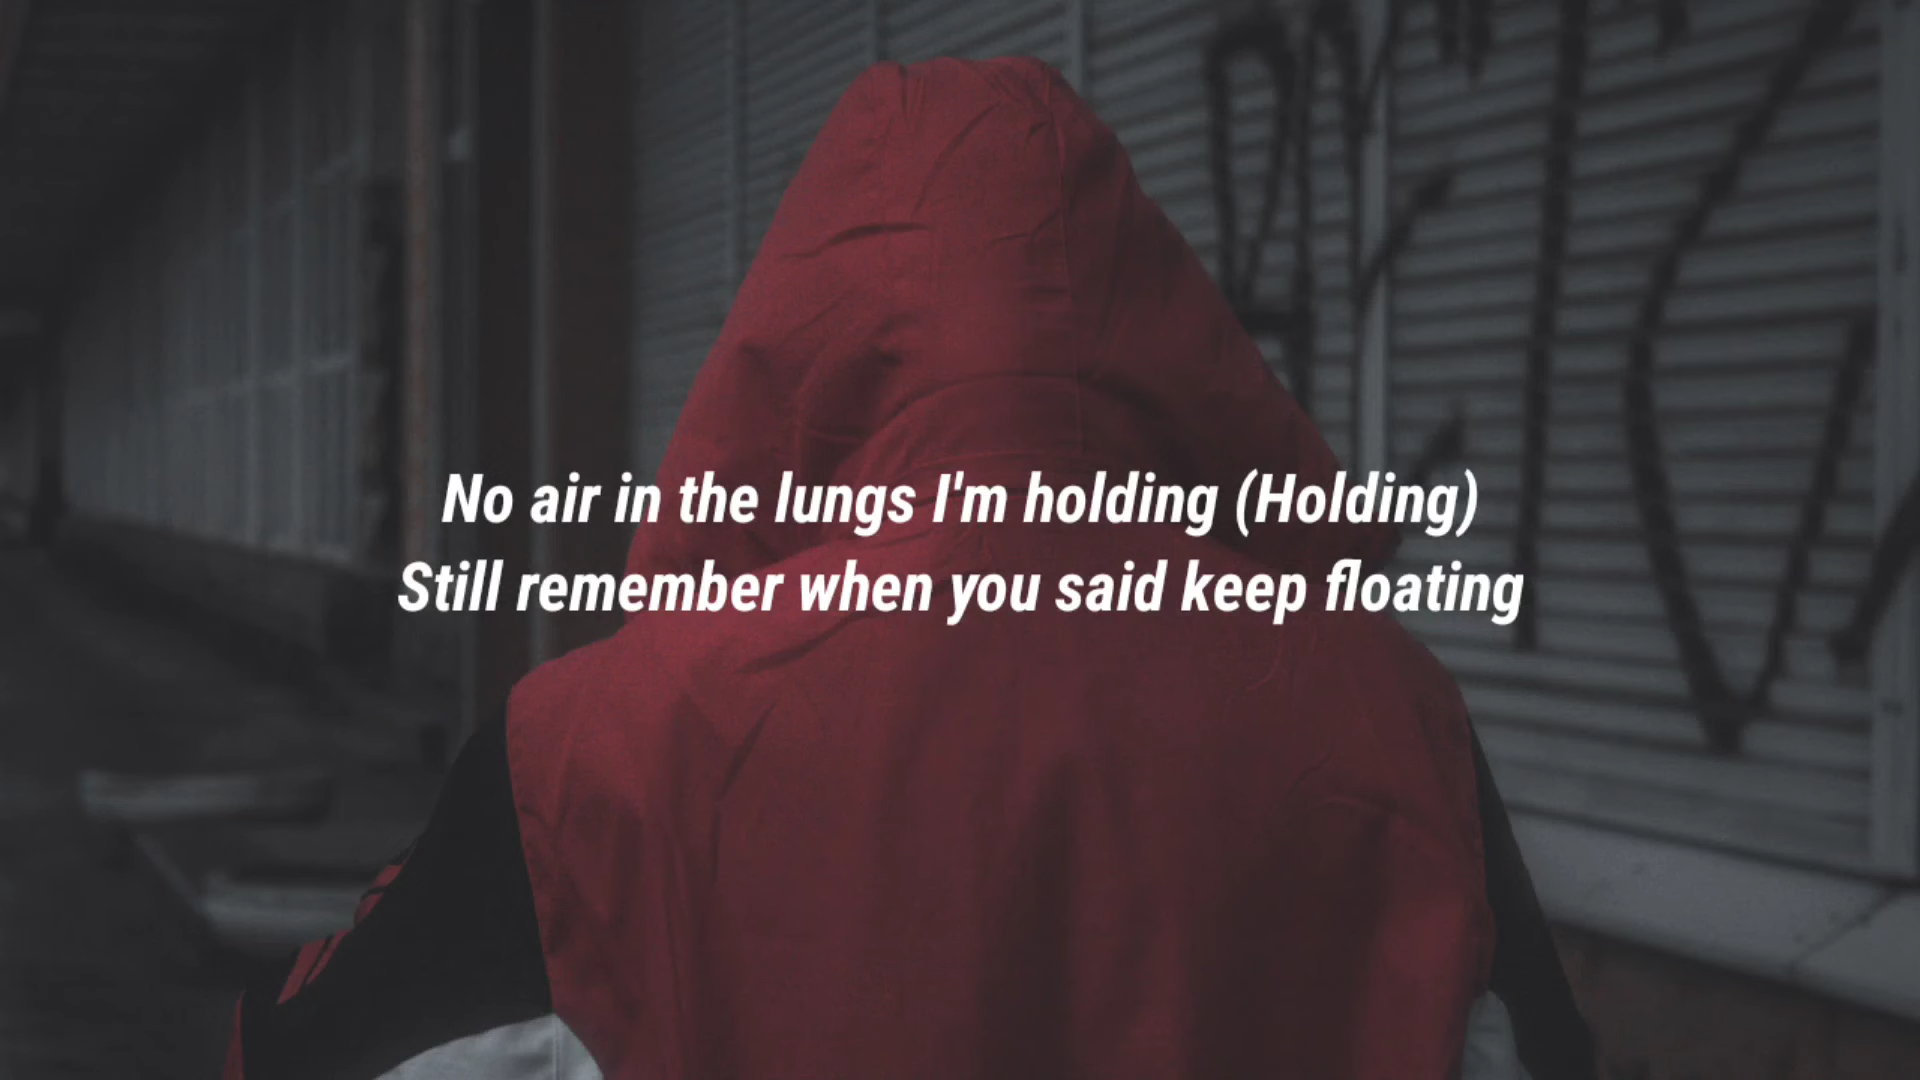 No air in the lungs I'm holding (Holding)
Still remember when you said keep floating